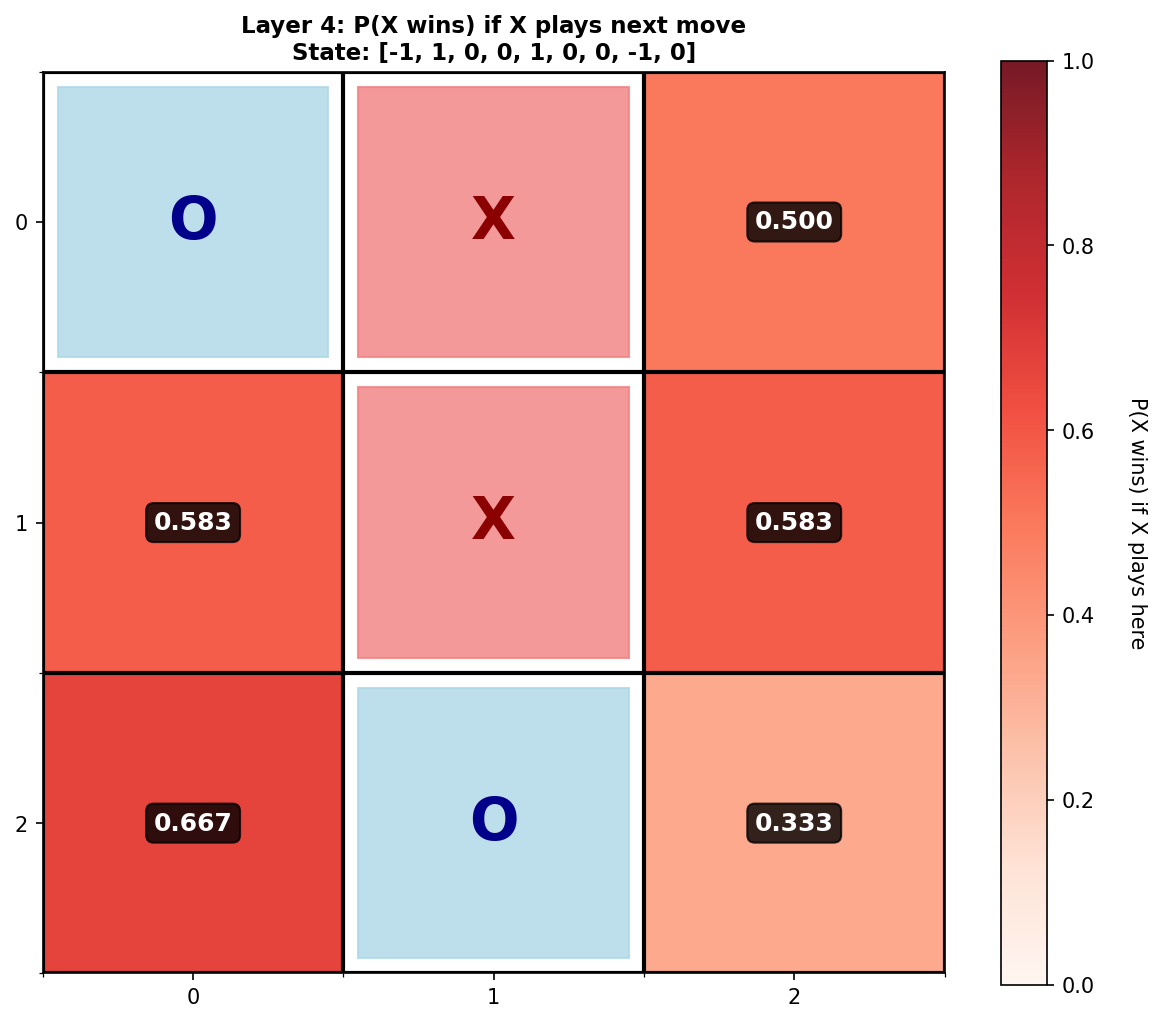 Layer 4: P(X wins) if X plays next move
State: [-1, 1, 0, 0, 1, 0, 0, -1, 0]
0
O
X
0.500
1
0.583
X
0.583
2
0.667
O
0.333
0
1
2
1.0
0.8
0.6
0.4
0.2
0.0
P(X wins) if X plays here